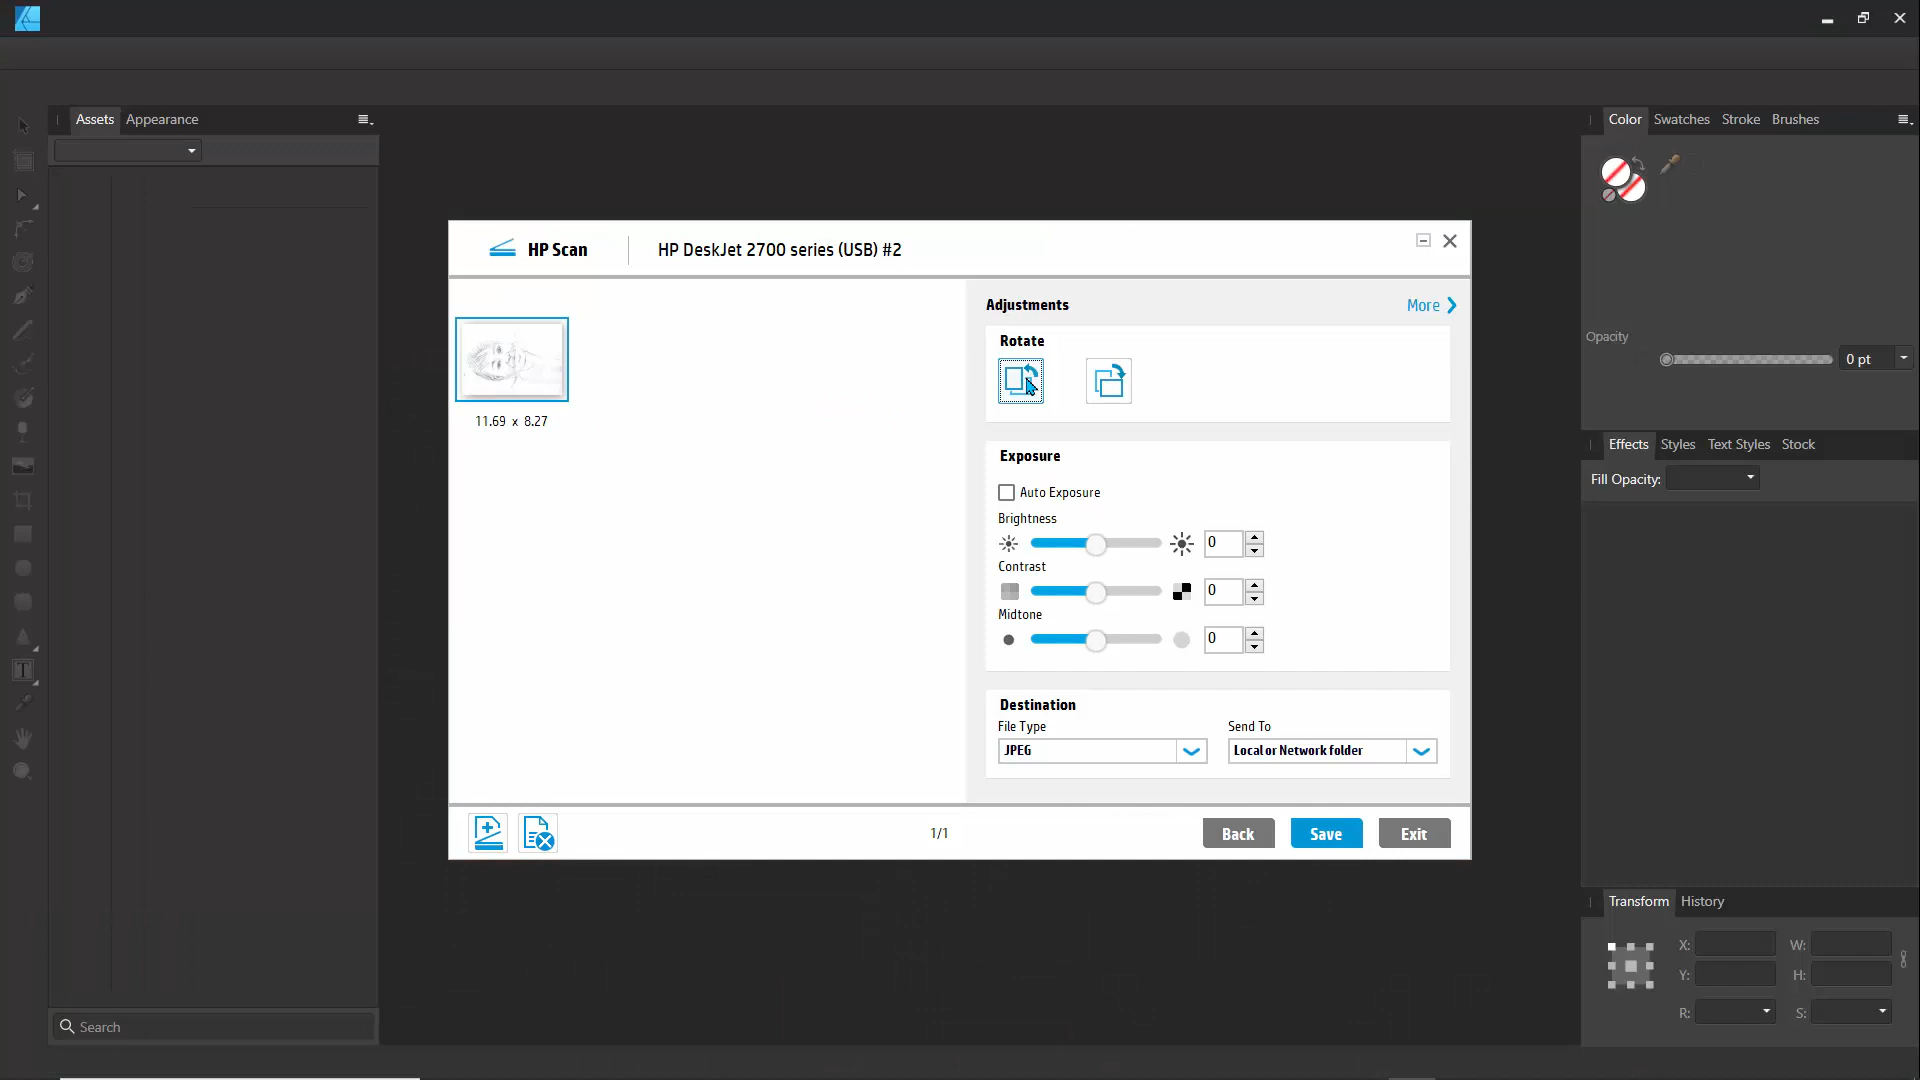 Assets
Appearance
Search
HP Scan
HP DeskJet 2700 series (USB) #2
11.69 x 8.27
Adjustments
More
Rotate
Exposure
Auto Exposure
Brightness
0
Contrast
0
Midtone
0
Destination
File Type
Send To
JPEG
Local or Network folder
1/1
Back
Save
Exit
Color
Swatches
Stroke
Brushes
Opacity
0 pt
Effects
Styles
Text Styles
Stock
Fill Opacity:
Transform
History
X:
W:
Y:
H:
R:
S: